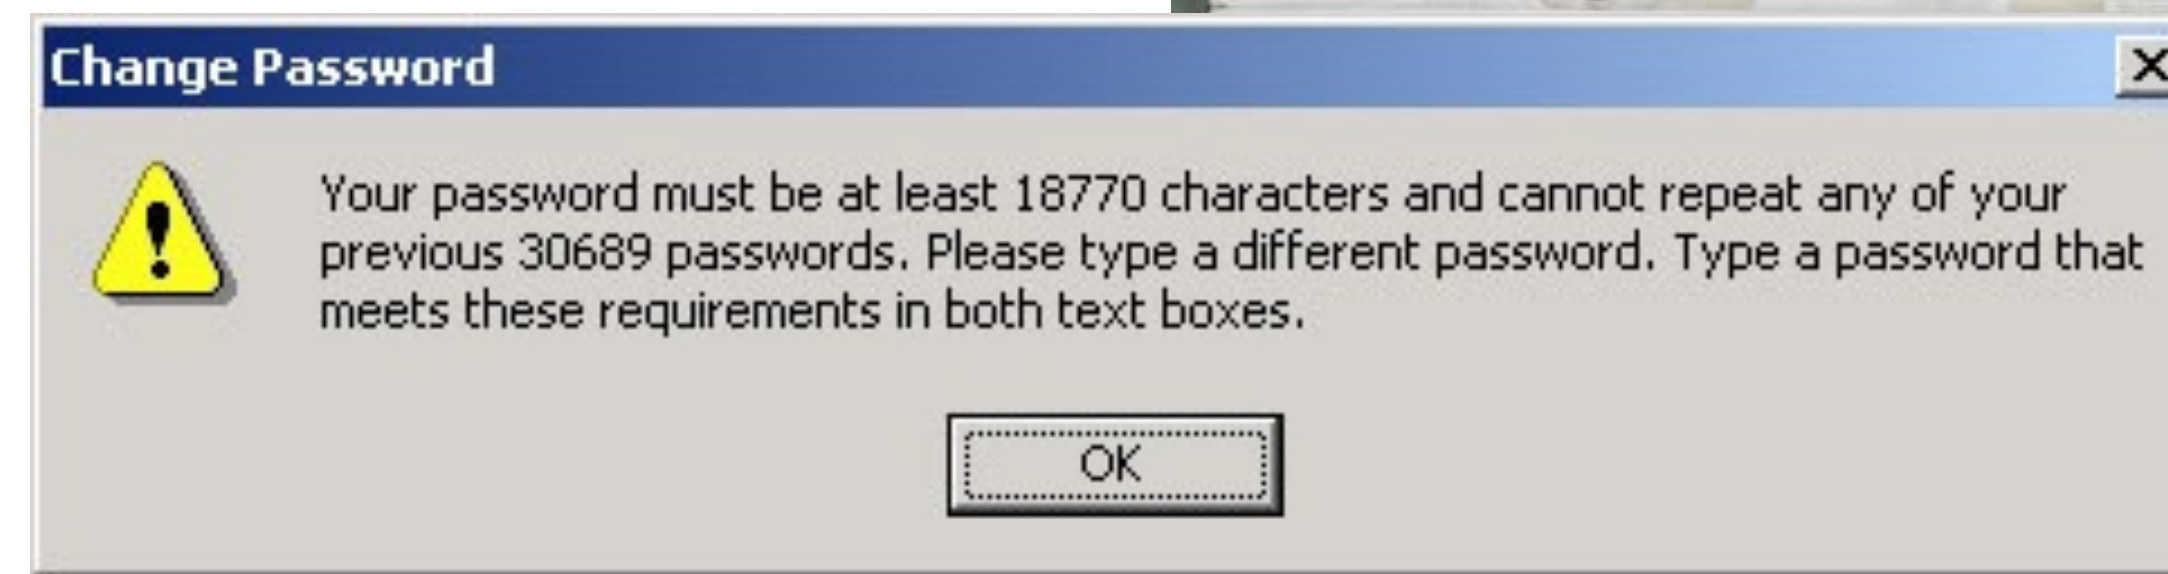 Change Password
Your password must be at least 18770 characters and cannot repeat any of your
previous 30689 passwords. Please type a different password. Type a password that
meets these requirements in both text boxes.
OK